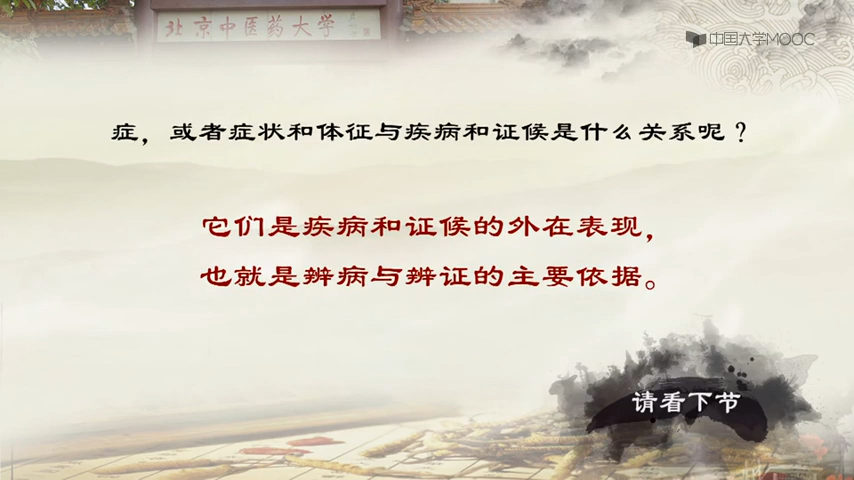 北京中医药大学
中国大学MOOC
症，或者症状和体征与疾病和证候是什么关系呢？
它们是疾病和证候的外在表现，
也就是辨病与辨证的主要依据。
请看下节